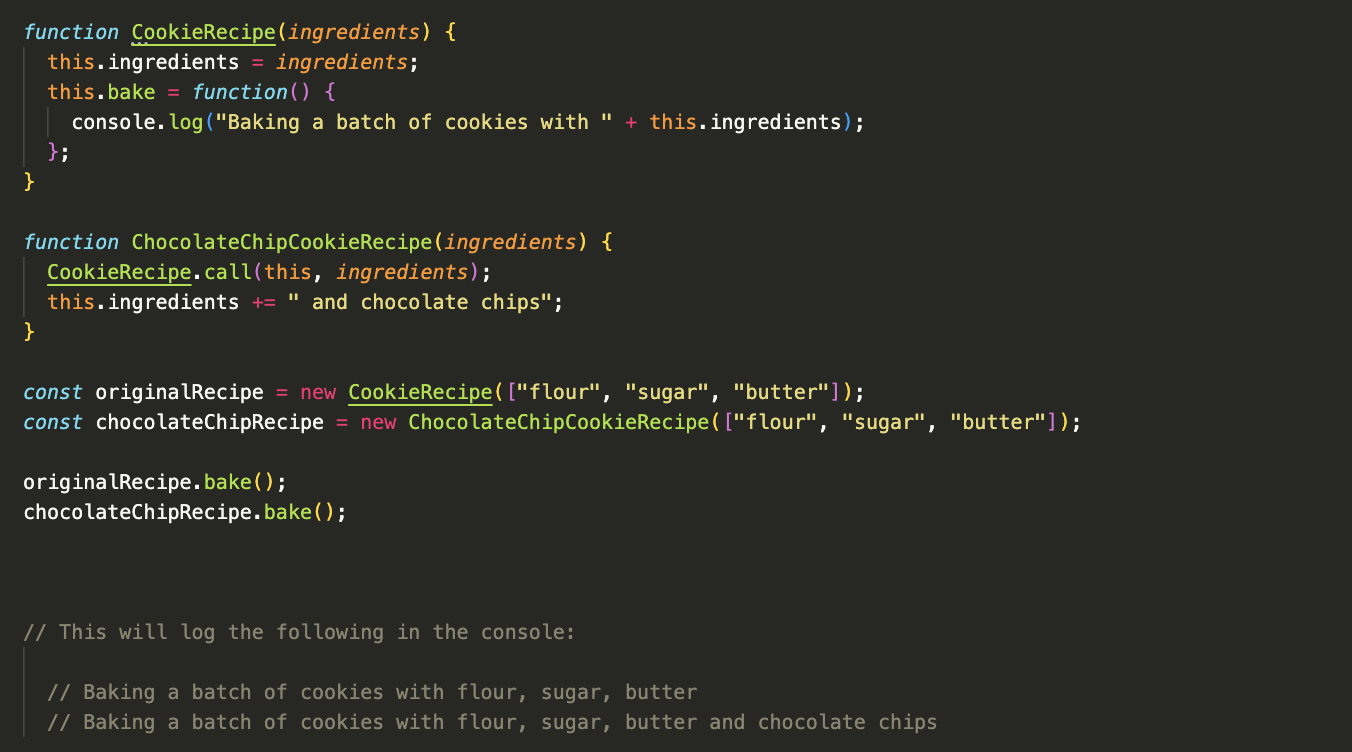 function CookieRecipe(ingredients) {
  this.ingredients = ingredients;
  this.bake = function() {
    console.log("Baking a batch of cookies with " + this.ingredients);
  };
}

function ChocolateChipCookieRecipe(ingredients) {
  CookieRecipe.call(this, ingredients);
  this.ingredients += " and chocolate chips";
}

const originalRecipe = new CookieRecipe(["flour", "sugar", "butter"]);
const chocolateChipRecipe = new ChocolateChipCookieRecipe(["flour", "sugar", "butter"]);

originalRecipe.bake();
chocolateChipRecipe.bake();

// This will log the following in the console:

  // Baking a batch of cookies with flour, sugar, butter
  // Baking a batch of cookies with flour, sugar, butter and chocolate chips